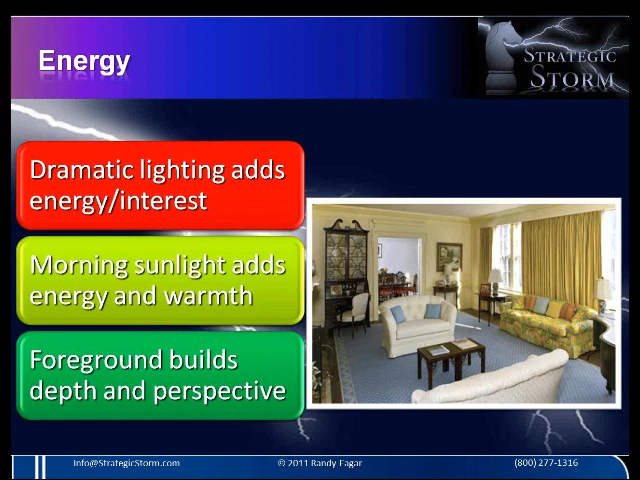 Energy
STRATEGIC
STORM
Dramatic lighting adds
energy/interest
Morning sunlight adds
energy and warmth
Foreground builds
depth and perspective
Info@StrategicStorm.com
© 2011 Randy Fagar
(800) 277-1316